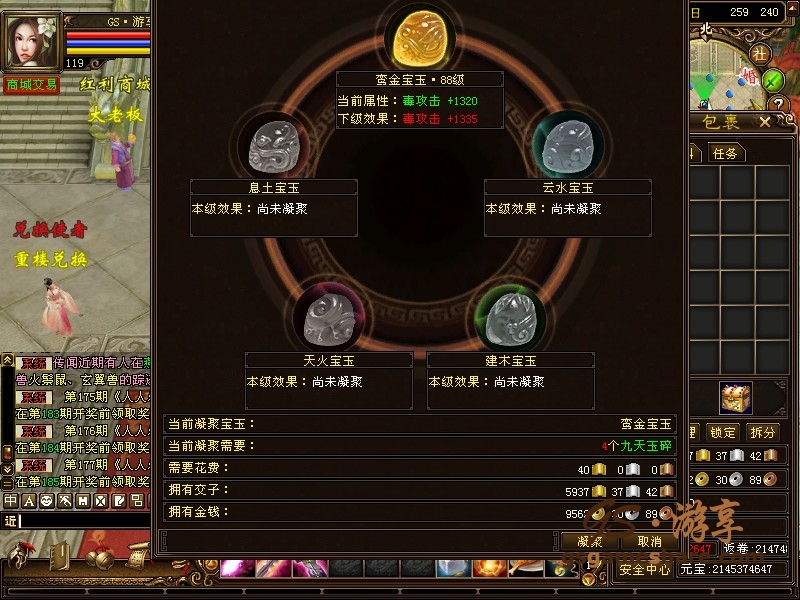 GS·游享
259 240
北
119
社
婚
商城交易
红利商城
大老板
包裹
任务
鸾金宝玉·88级
当前属性：毒攻击 +1320
下级效果：毒攻击 +1335
息土宝玉
云水宝玉
本级效果：尚未凝聚
本级效果：尚未凝聚
兑换使者
重楼兑换
天火宝玉
建木宝玉
本级效果：尚未凝聚
本级效果：尚未凝聚
系统 传闻近期有人在
系统 第175期《人人
在第183期开奖前领取奖
系统 第176期《人人
在第184期开奖前领取奖
系统 第177期《人人
在第185期开奖前领取奖
当前凝聚宝玉： 鸾金宝玉
当前凝聚需要： 4个九天玉碎
需要花费： 40 0 0
拥有交子： 5937 37 42
拥有金钱：
锁定 拆分
37 42
30 89
中 A
近
凝聚 取消
GS·游享
安全中心
元宝:2145374647